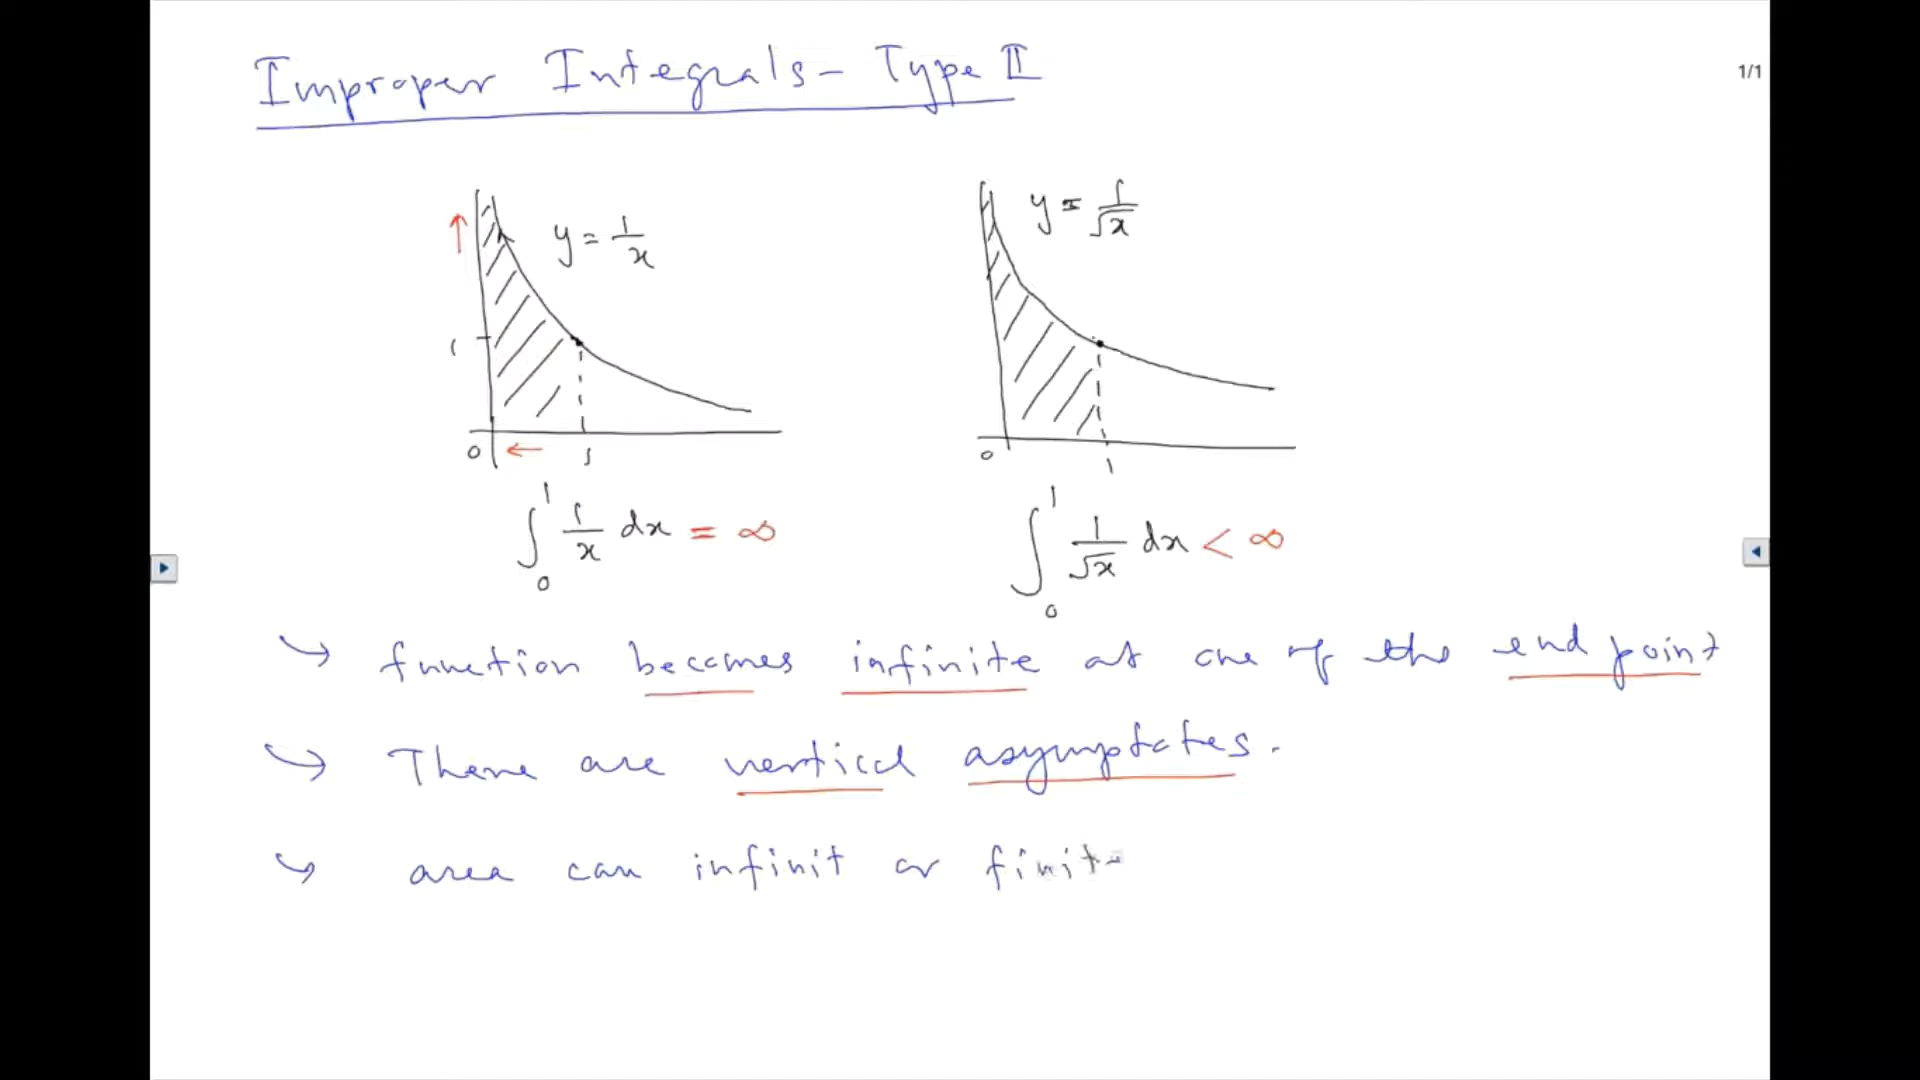 Improper Integrals - Type II
1/1
y = 1/x
y = 1/√x
1
0 ← 1
0 1
∫₀¹ 1/x dx = ∞
∫₀¹ 1/√x dx < ∞
↪ function becomes infinite at one of the end point
↪ There are vertical asymptotes.
↪ area can infinit or finite